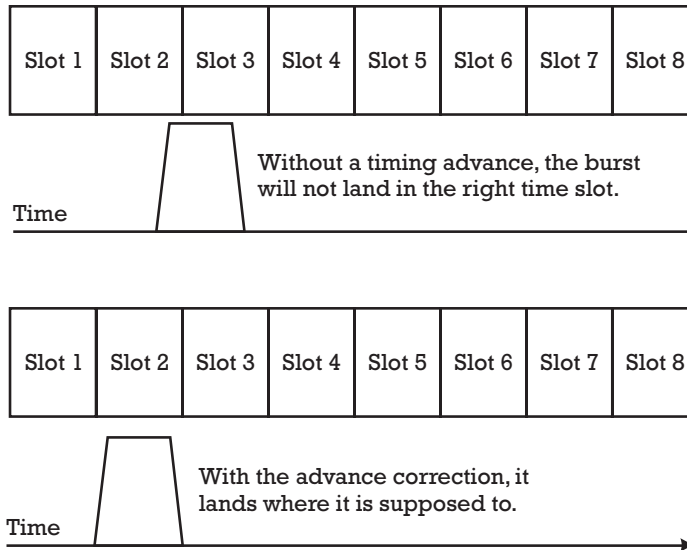 Slot 1 Slot 2 Slot 3 Slot 4 Slot 5 Slot 6 Slot 7 Slot 8
Without a timing advance, the burst
will not land in the right time slot.
Time
Slot 1 Slot 2 Slot 3 Slot 4 Slot 5 Slot 6 Slot 7 Slot 8
With the advance correction, it
lands where it is supposed to.
Time